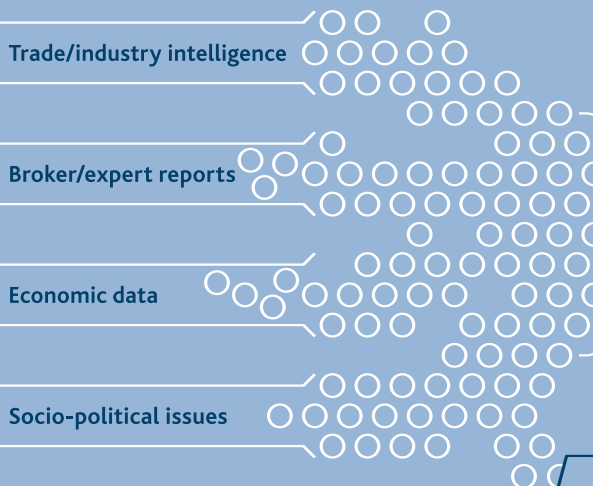 Trade/industry intelligence
Broker/expert reports
Economic data
Socio-political issues